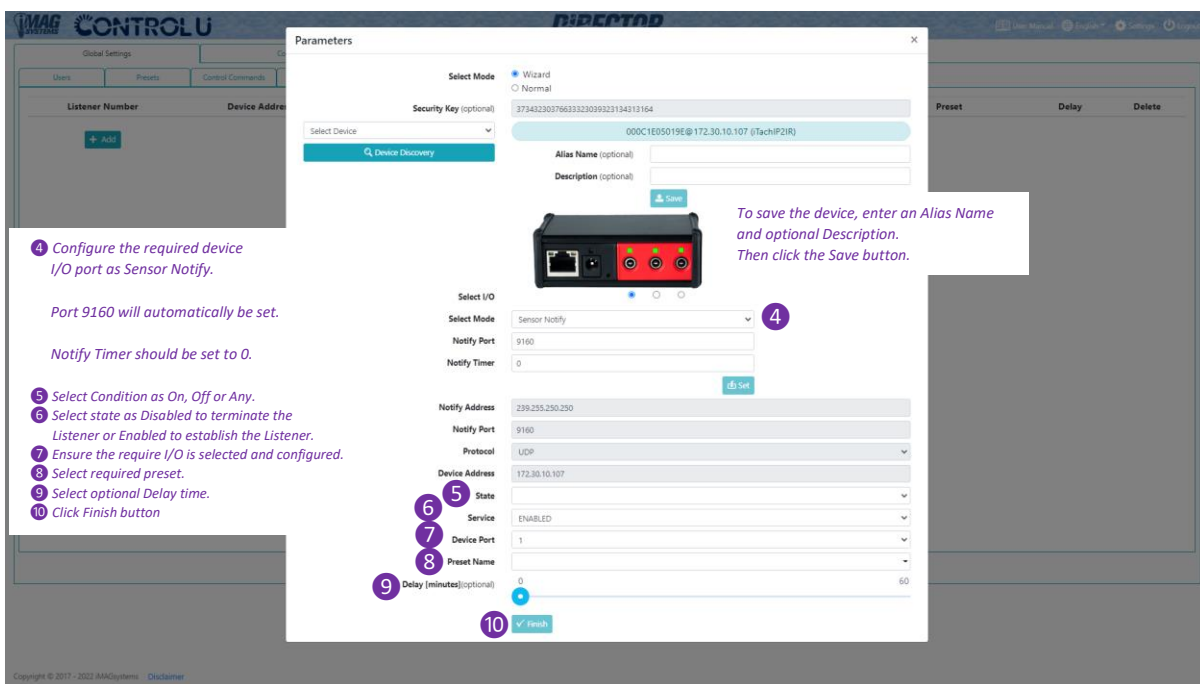 iMAG SYSTEMS CONTROL U DIRECTOR User Manual English Settings Logout
Global Settings
Users Presets Control Commands
Listener Number Preset Delay Delete
+ Add
Parameters ×
Select Mode Wizard
Normal
Security Key (optional)
Select Device 000C1E05019E@172.30.10.107 (iTachIP2IR)
Device Discovery Alias Name (optional)
Description (optional)
Save
To save the device, enter an Alias Name
and optional Description.
Then click the Save button.
4 Configure the required device
I/O port as Sensor Notify.
Port 9160 will automatically be set.
Notify Timer should be set to 0.
5 Select Condition as On, Off or Any.
6 Select state as Disabled to terminate the
Listener or Enabled to establish the Listener.
7 Ensure the require I/O is selected and configured.
8 Select required preset.
9 Select optional Delay time.
10 Click Finish button
Select I/O
Select Mode Sensor Notify 4
Notify Port 9160
Notify Timer 0
Set
Notify Address 239.255.250.250
Notify Port 9160
Protocol UDP
Device Address 172.30.10.107
5 State
6 Service ENABLED
7 Device Port 1
8 Preset Name
9 Delay [minutes](optional) 0 60
10 Finish
Copyright © 2017 - 2022 iMAGsystems Disclaimer